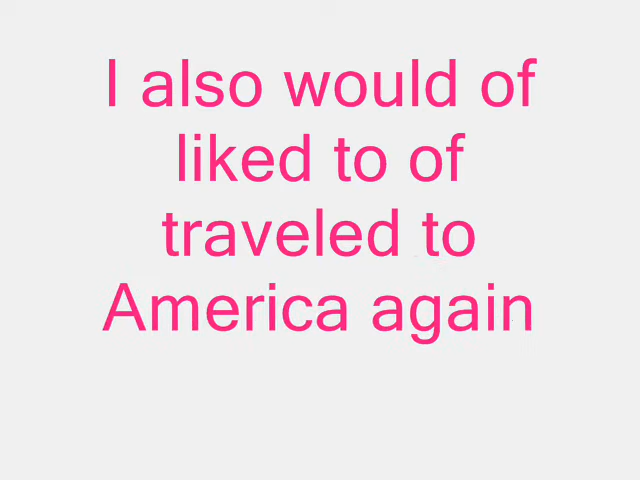 I also would of
liked to of
traveled to
America again